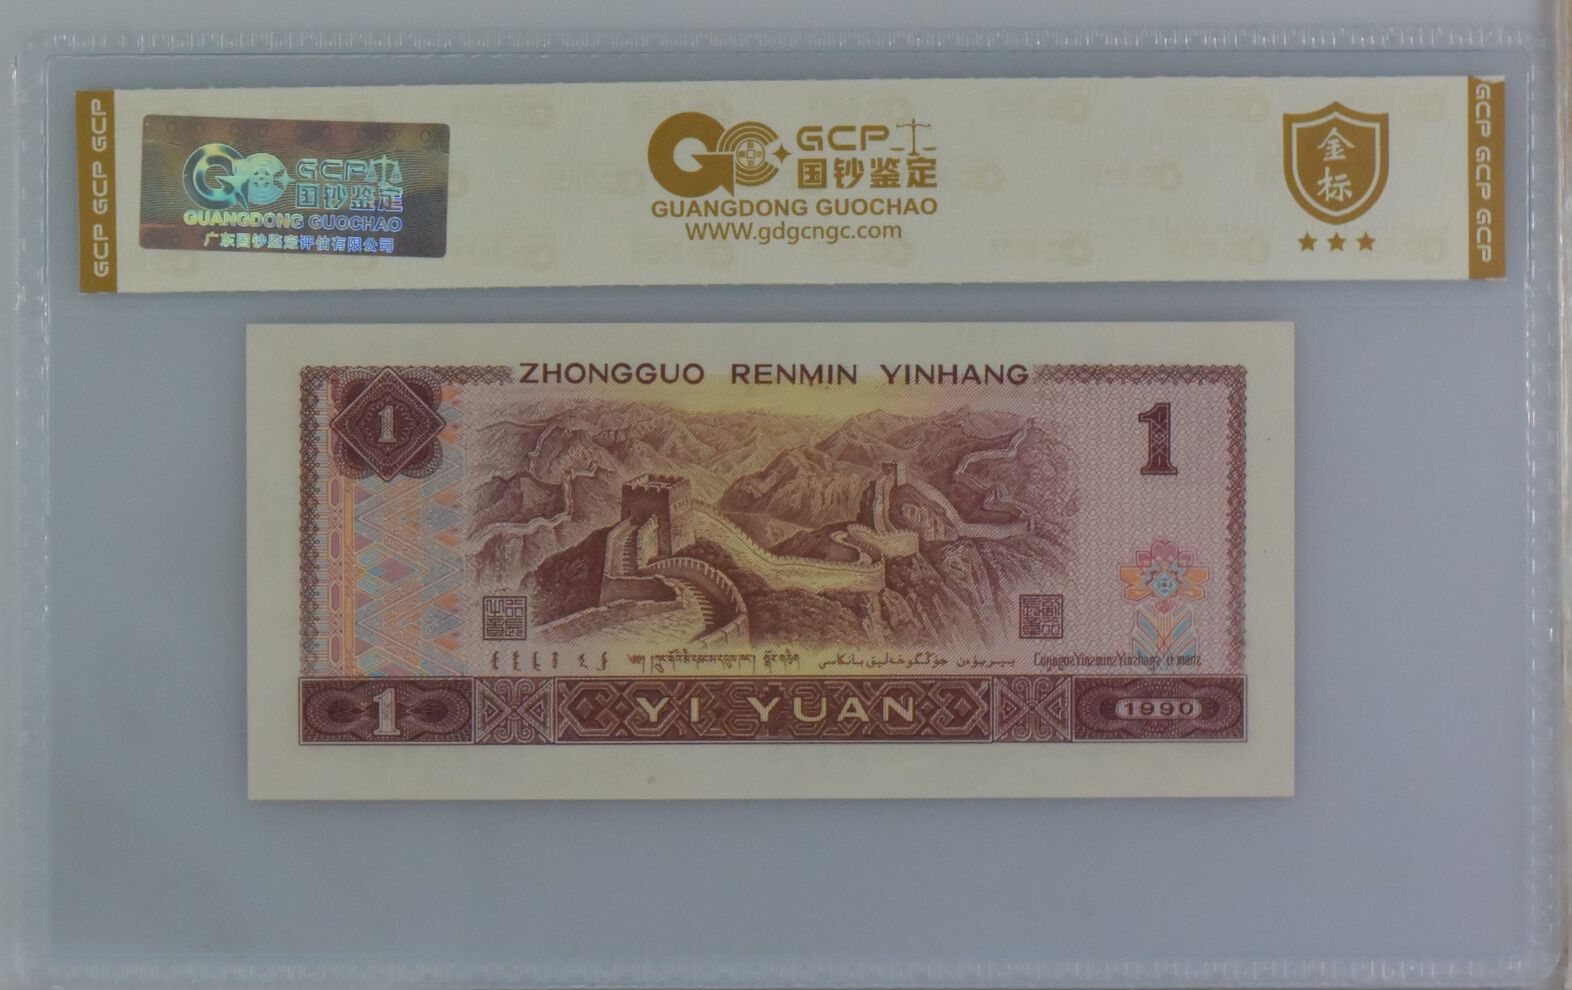 GCP GCP GCP
GCP
国钞鉴定
GUANGDONG GUOCHAO
广东国钞鉴定评估有限公司
GCP
国钞鉴定
GUANGDONG GUOCHAO
WWW.gdgcngc.com
金
标
GCP GCP GCP
ZHONGGUO RENMIN YINHANG
1
1
1
YI YUAN
1990